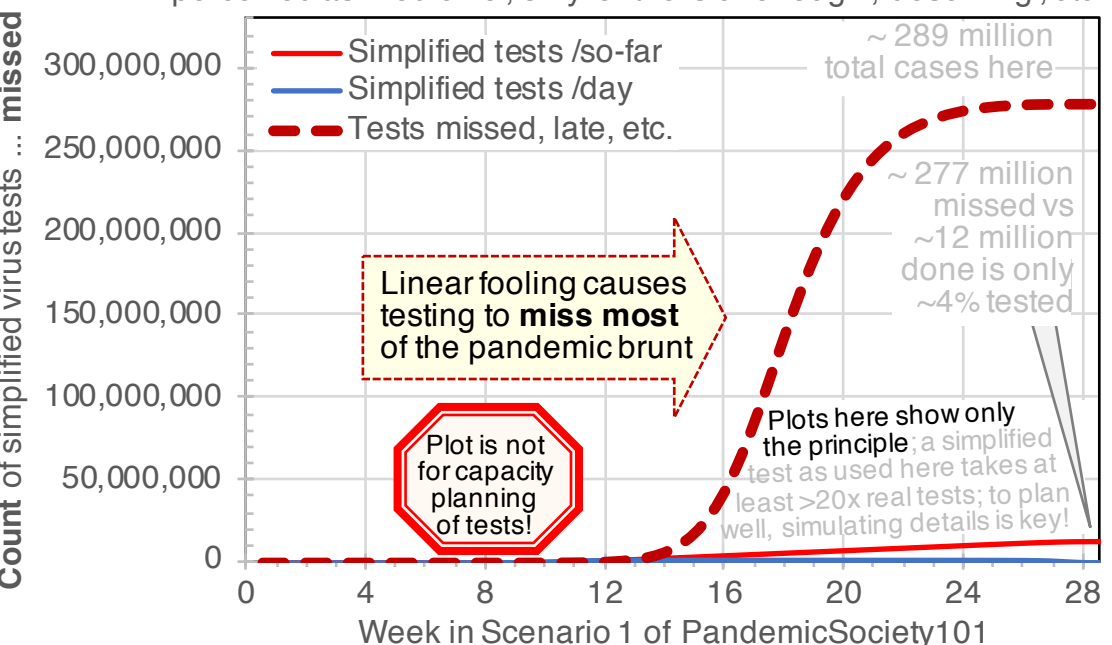 Simplified tests /so-far
Simplified tests /day
Tests missed, late, etc.
~ 289 million
total cases here
~ 277 million
missed vs
~12 million
done is only
~4% tested
Linear fooling causes
testing to miss most
of the pandemic brunt
Plot is not
for capacity
planning
of tests!
Plots here show only
the principle; a simplified
test as used here takes at
least >20x real tests; to plan
well, simulating details is key!
Count of simplified virus tests ... missed
300,000,000
250,000,000
200,000,000
150,000,000
100,000,000
50,000,000
0
0 4 8 12 16 20 24 28
Week in Scenario 1 of PandemicSociety101